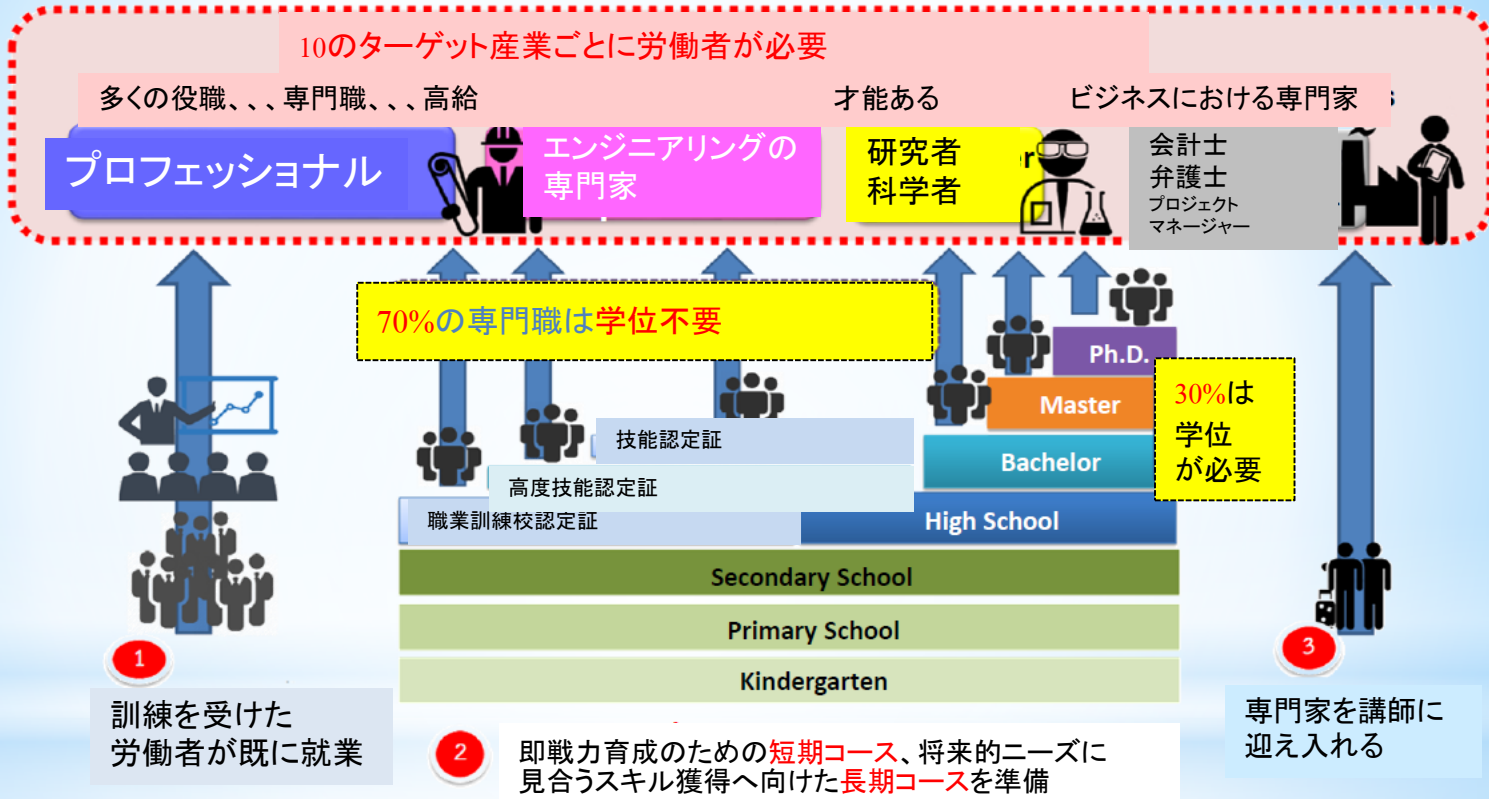 10のターゲット産業ごとに労働者が必要
多くの役職、、、専門職、、、高給
才能ある
ビジネスにおける専門家
プロフェッショナル
エンジニアリングの
専門家
研究者
科学者
会計士
弁護士
プロジェクト
マネージャー
70%の専門職は学位不要
Ph.D.
Master
30%は
学位
が必要
技能認定証
Bachelor
高度技能認定証
職業訓練校認定証
High School
Secondary School
Primary School
Kindergarten
1
訓練を受けた
労働者が既に就業
2
即戦力育成のための短期コース、将来的ニーズに
見合うスキル獲得へ向けた長期コースを準備
3
専門家を講師に
迎え入れる